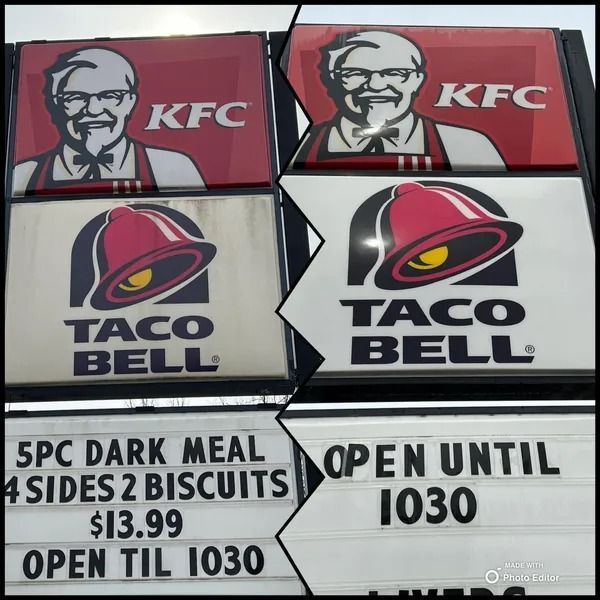 KFC
TACO
BELL®
5PC DARK MEAL
4 SIDES 2 BISCUITS
$13.99
OPEN TIL 1030
KFC
TACO
BELL®
OPEN UNTIL
1030
LIVERS
MADE WITH
Photo Editor